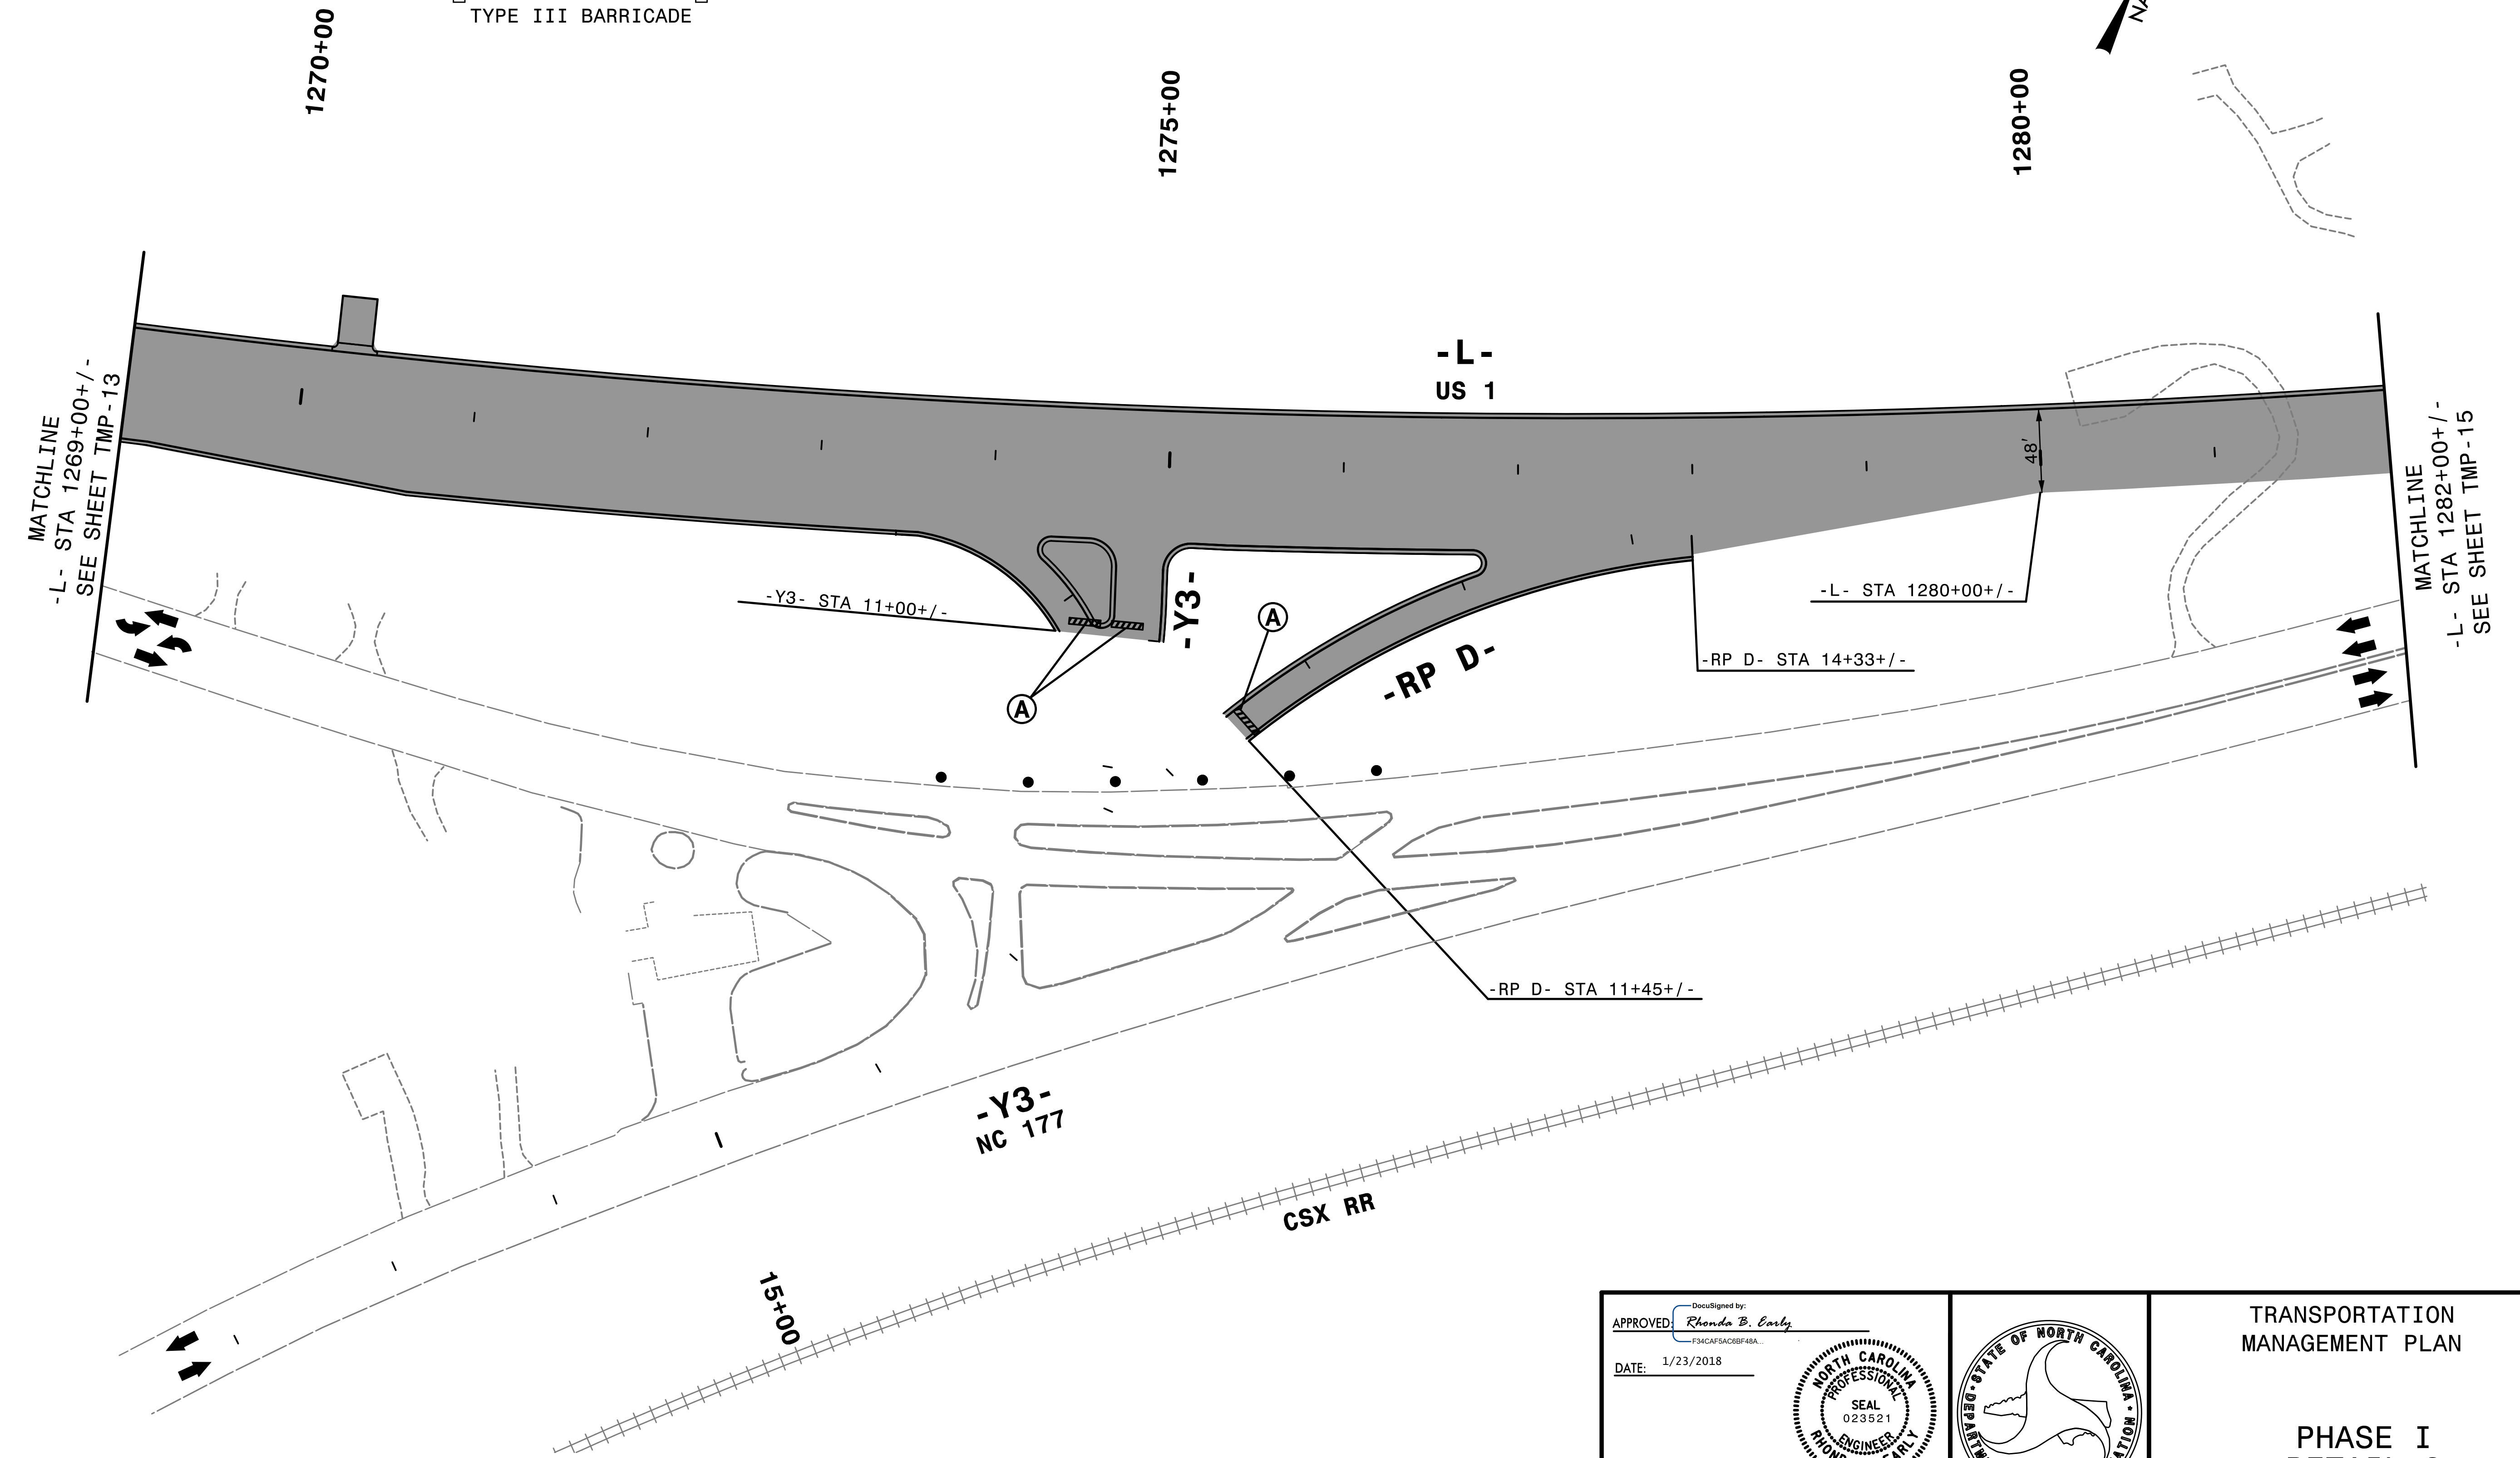 TYPE III BARRICADE
1270+00
1275+00
1280+00
NA
-L-
US 1
MATCHLINE
-L- STA 1269+00+/-
SEE SHEET TMP-13
48'
MATCHLINE
-L- STA 1282+00+/-
SEE SHEET TMP-15
-Y3- STA 11+00+/-
-Y3-
A
-L- STA 1280+00+/-
-RP D-
-RP D- STA 14+33+/-
A
-RP D- STA 11+45+/-
-Y3-
NC 177
CSX RR
15+00
DocuSigned by:
APPROVED: Rhonda B. Early
F34CAF5AC6BF48A...
DATE: 1/23/2018
NORTH CAROLINA
PROFESSIONAL
SEAL
023521
ENGINEER
STATE OF NORTH CAROLINA
TRANSPORTATION
MANAGEMENT PLAN
PHASE I